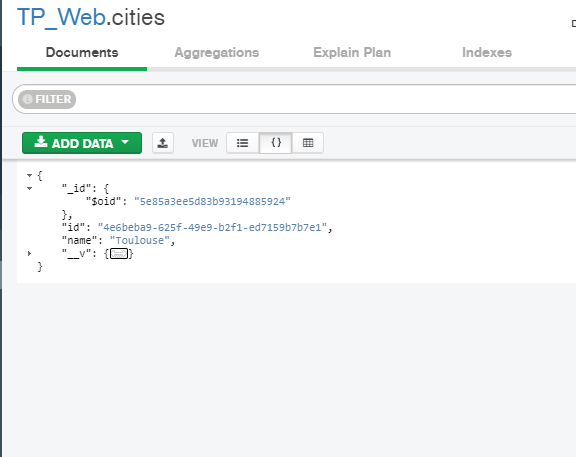 TP_Web.cities
Documents Aggregations Explain Plan Indexes
FILTER
ADD DATA VIEW {}
{
"_id": {
"$oid": "5e85a3ee5d83b93194885924"
},
"id": "4e6beba9-625f-49e9-b2f1-ed7159b7b7e1",
"name": "Toulouse",
"__v": {}
}